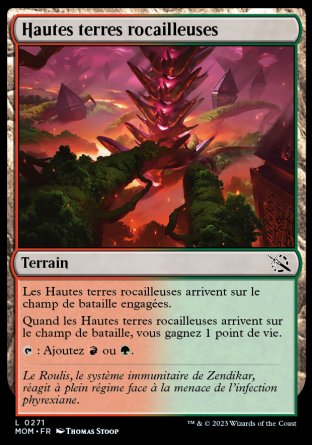 Hautes terres rocailleuses
Terrain
Les Hautes terres rocailleuses arrivent sur le
champ de bataille engagées.
Quand les Hautes terres rocailleuses arrivent sur
le champ de bataille, vous gagnez 1 point de vie.
: Ajoutez ou .
Le Roulis, le système immunitaire de Zendikar,
réagit à plein régime face à la menace de l'infection
phyrexiane.
L 0271
MOM • FR Thomas Stoop
™ & © 2023 Wizards of the Coast